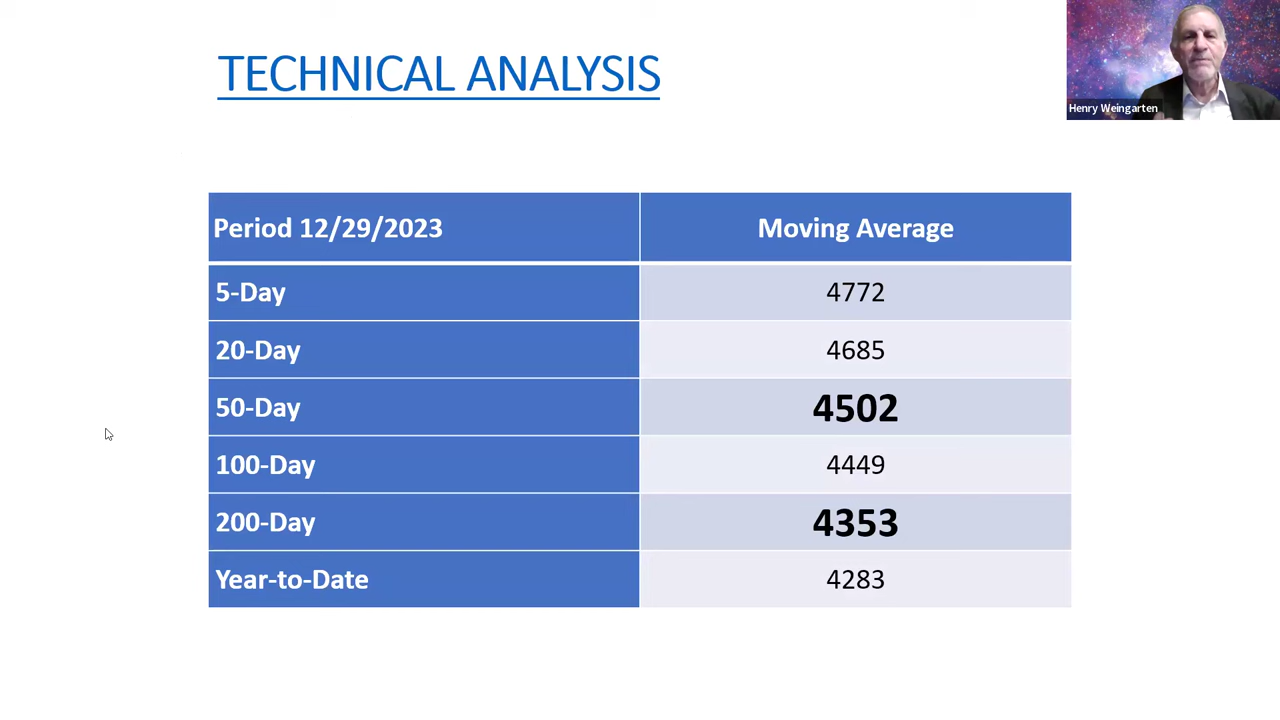 TECHNICAL ANALYSIS
Henry Weingarten
Period 12/29/2023 Moving Average
5-Day 4772
20-Day 4685
50-Day 4502
100-Day 4449
200-Day 4353
Year-to-Date 4283